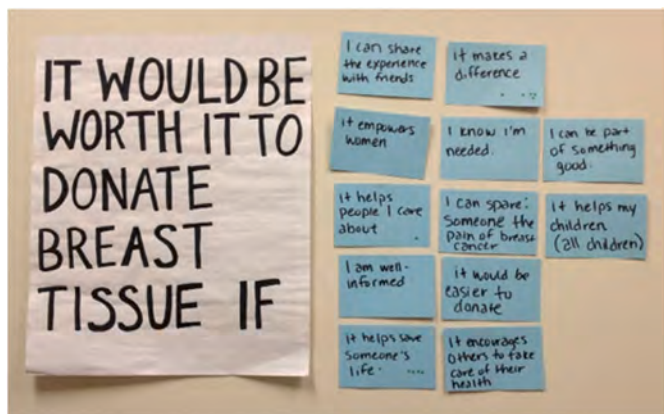 IT WOULD BE
WORTH IT TO
DONATE
BREAST
TISSUE IF
I can share
the experience
with friends
it makes a
difference
it empowers
women
I know I'm
needed.
I can be part
of something
good.
it helps
people I care
about
I can spare:
Someone the
pain of breast
cancer
It helps my
children
(all children)
I am well-
informed
it would be
easier to
donate
it helps save
someone's
life.
It encourages
Others to take
care of their
health